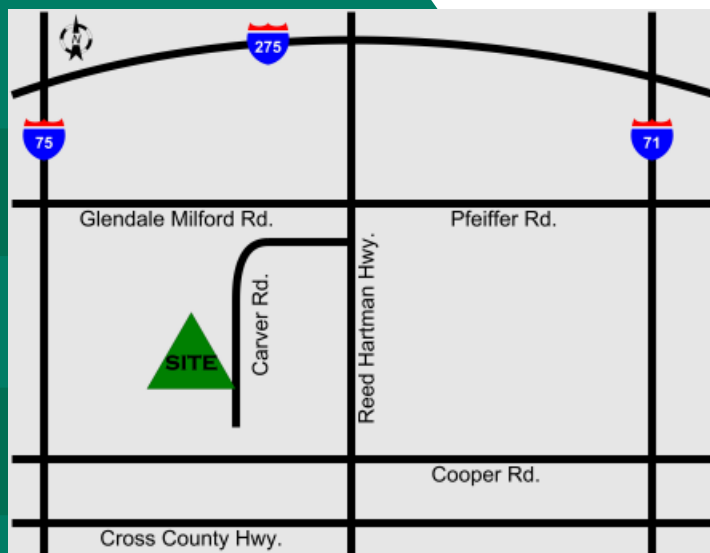 N
275
75
71
Glendale Milford Rd.
Pfeiffer Rd.
Carver Rd.
Reed Hartman Hwy.
SITE
Cooper Rd.
Cross County Hwy.